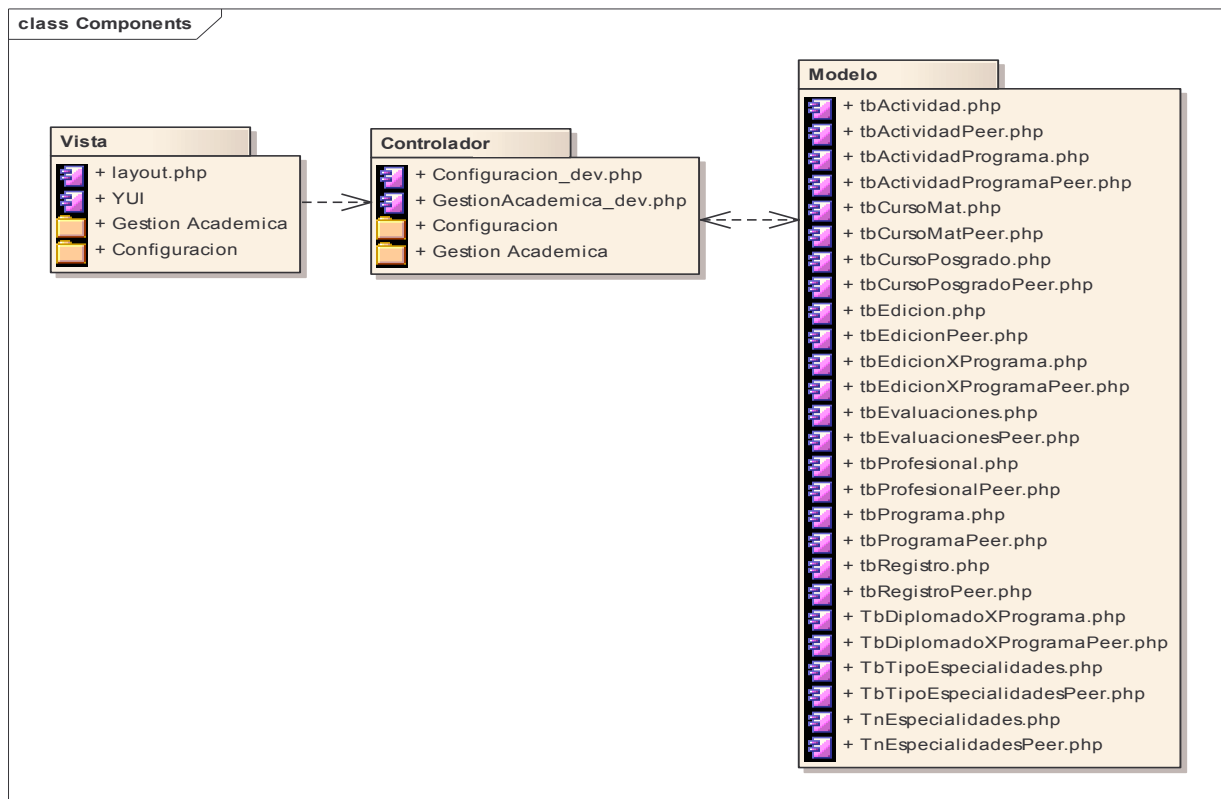 class Components
Vista
+ layout.php
+ YUI
+ Gestion Academica
+ Configuracion
Controlador
+ Configuracion_dev.php
+ GestionAcademica_dev.php
+ Configuracion
+ Gestion Academica
Modelo
+ tbActividad.php
+ tbActividadPeer.php
+ tbActividadPrograma.php
+ tbActividadProgramaPeer.php
+ tbCursoMat.php
+ tbCursoMatPeer.php
+ tbCursoPosgrado.php
+ tbCursoPosgradoPeer.php
+ tbEdicion.php
+ tbEdicionPeer.php
+ tbEdicionXPrograma.php
+ tbEdicionXProgramaPeer.php
+ tbEvaluaciones.php
+ tbEvaluacionesPeer.php
+ tbProfesional.php
+ tbProfesionalPeer.php
+ tbPrograma.php
+ tbProgramaPeer.php
+ tbRegistro.php
+ tbRegistroPeer.php
+ TbDiplomadoXPrograma.php
+ TbDiplomadoXProgramaPeer.php
+ TbTipoEspecialidades.php
+ TbTipoEspecialidadesPeer.php
+ TnEspecialidades.php
+ TnEspecialidadesPeer.php